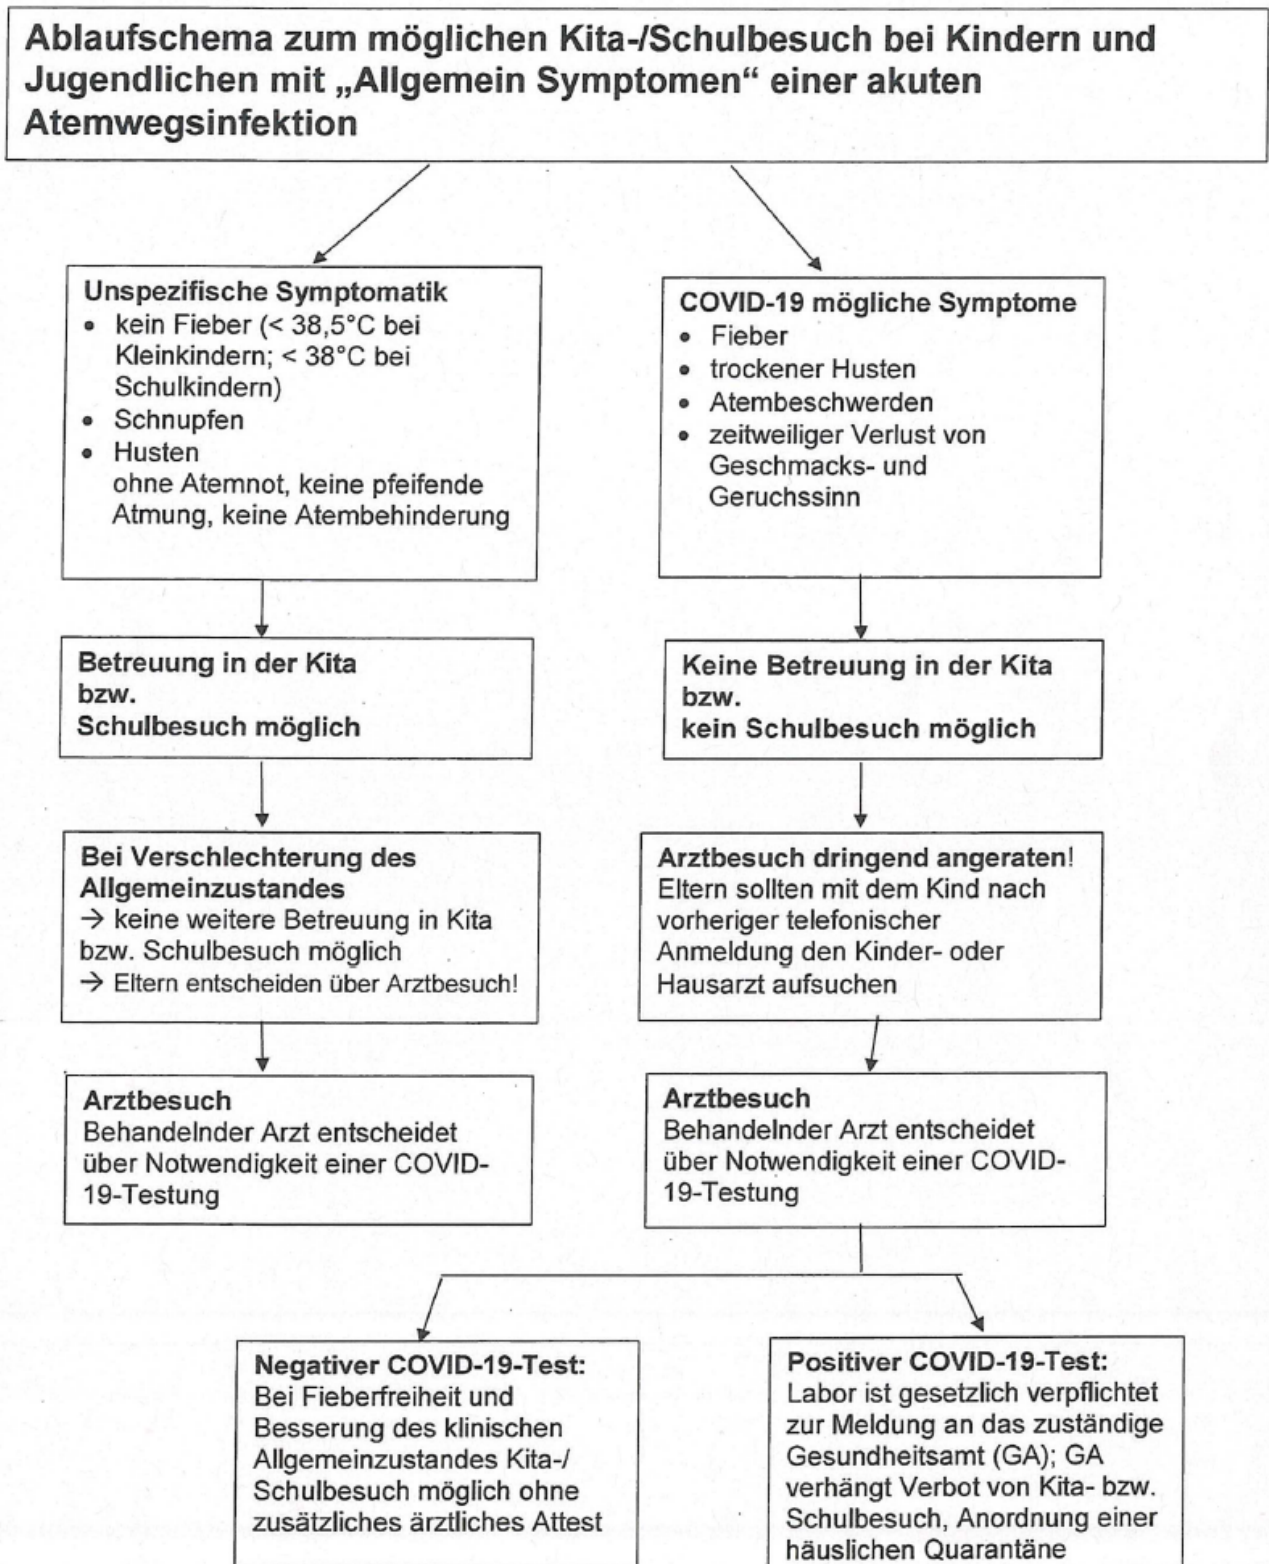 Ablaufschema zum möglichen Kita-/Schulbesuch bei Kindern und
Jugendlichen mit „Allgemein Symptomen“ einer akuten
Atemwegsinfektion
Unspezifische Symptomatik
• kein Fieber (< 38,5°C bei
Kleinkindern; < 38°C bei
Schulkindern)
• Schnupfen
• Husten
ohne Atemnot, keine pfeifende
Atmung, keine Atembehinderung
COVID-19 mögliche Symptome
• Fieber
• trockener Husten
• Atembeschwerden
• zeitweiliger Verlust von
Geschmacks- und
Geruchssinn
Betreuung in der Kita
bzw.
Schulbesuch möglich
Keine Betreuung in der Kita
bzw.
kein Schulbesuch möglich
Bei Verschlechterung des
Allgemeinzustandes
→ keine weitere Betreuung in Kita
bzw. Schulbesuch möglich
→ Eltern entscheiden über Arztbesuch!
Arztbesuch dringend angeraten!
Eltern sollten mit dem Kind nach
vorheriger telefonischer
Anmeldung den Kinder- oder
Hausarzt aufsuchen
Arztbesuch
Behandelnder Arzt entscheidet
über Notwendigkeit einer COVID-
19-Testung
Arztbesuch
Behandelnder Arzt entscheidet
über Notwendigkeit einer COVID-
19-Testung
Negativer COVID-19-Test:
Bei Fieberfreiheit und
Besserung des klinischen
Allgemeinzustandes Kita-/
Schulbesuch möglich ohne
zusätzliches ärztliches Attest
Positiver COVID-19-Test:
Labor ist gesetzlich verpflichtet
zur Meldung an das zuständige
Gesundheitsamt (GA); GA
verhängt Verbot von Kita- bzw.
Schulbesuch, Anordnung einer
häuslichen Quarantäne